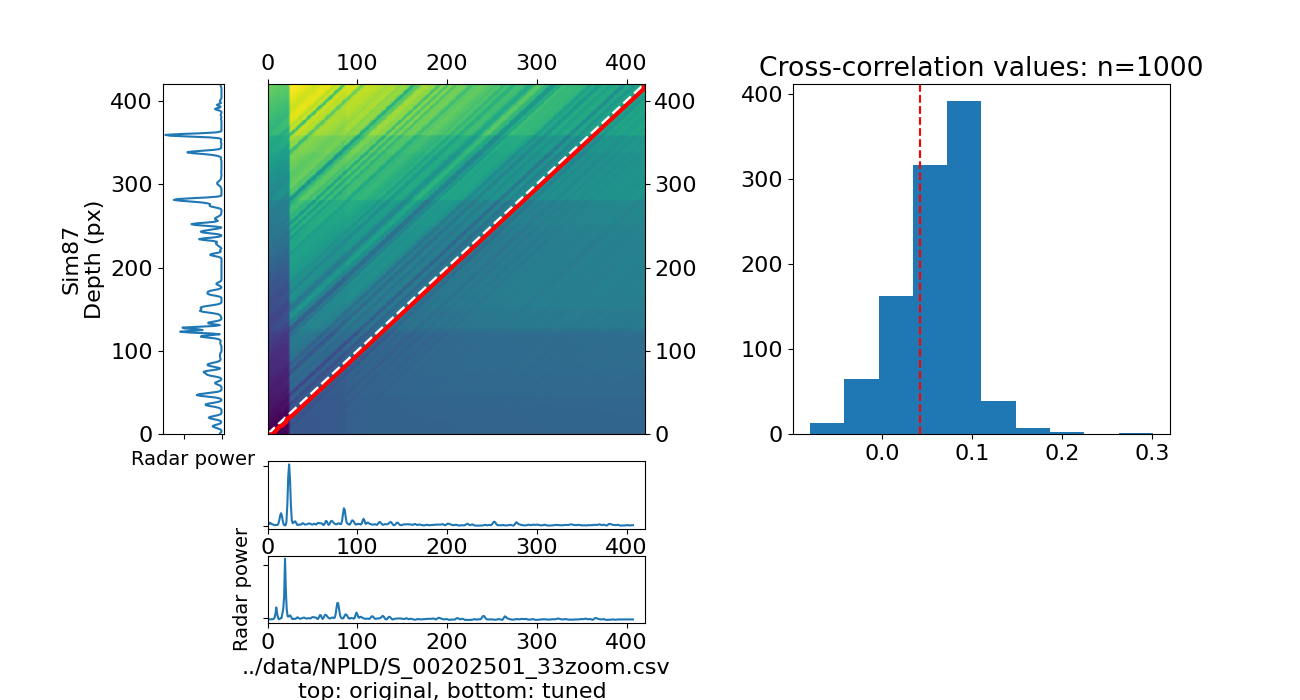 0 100 200 300 400
Cross-correlation values: n=1000
400
300
200
100
0
Sim87
Depth (px)
400
300
200
100
0
400
300
200
100
0
0.0 0.1 0.2 0.3
Radar power
0 100 200 300 400
Radar power
0 100 200 300 400
../data/NPLD/S_00202501_33zoom.csv
top: original, bottom: tuned